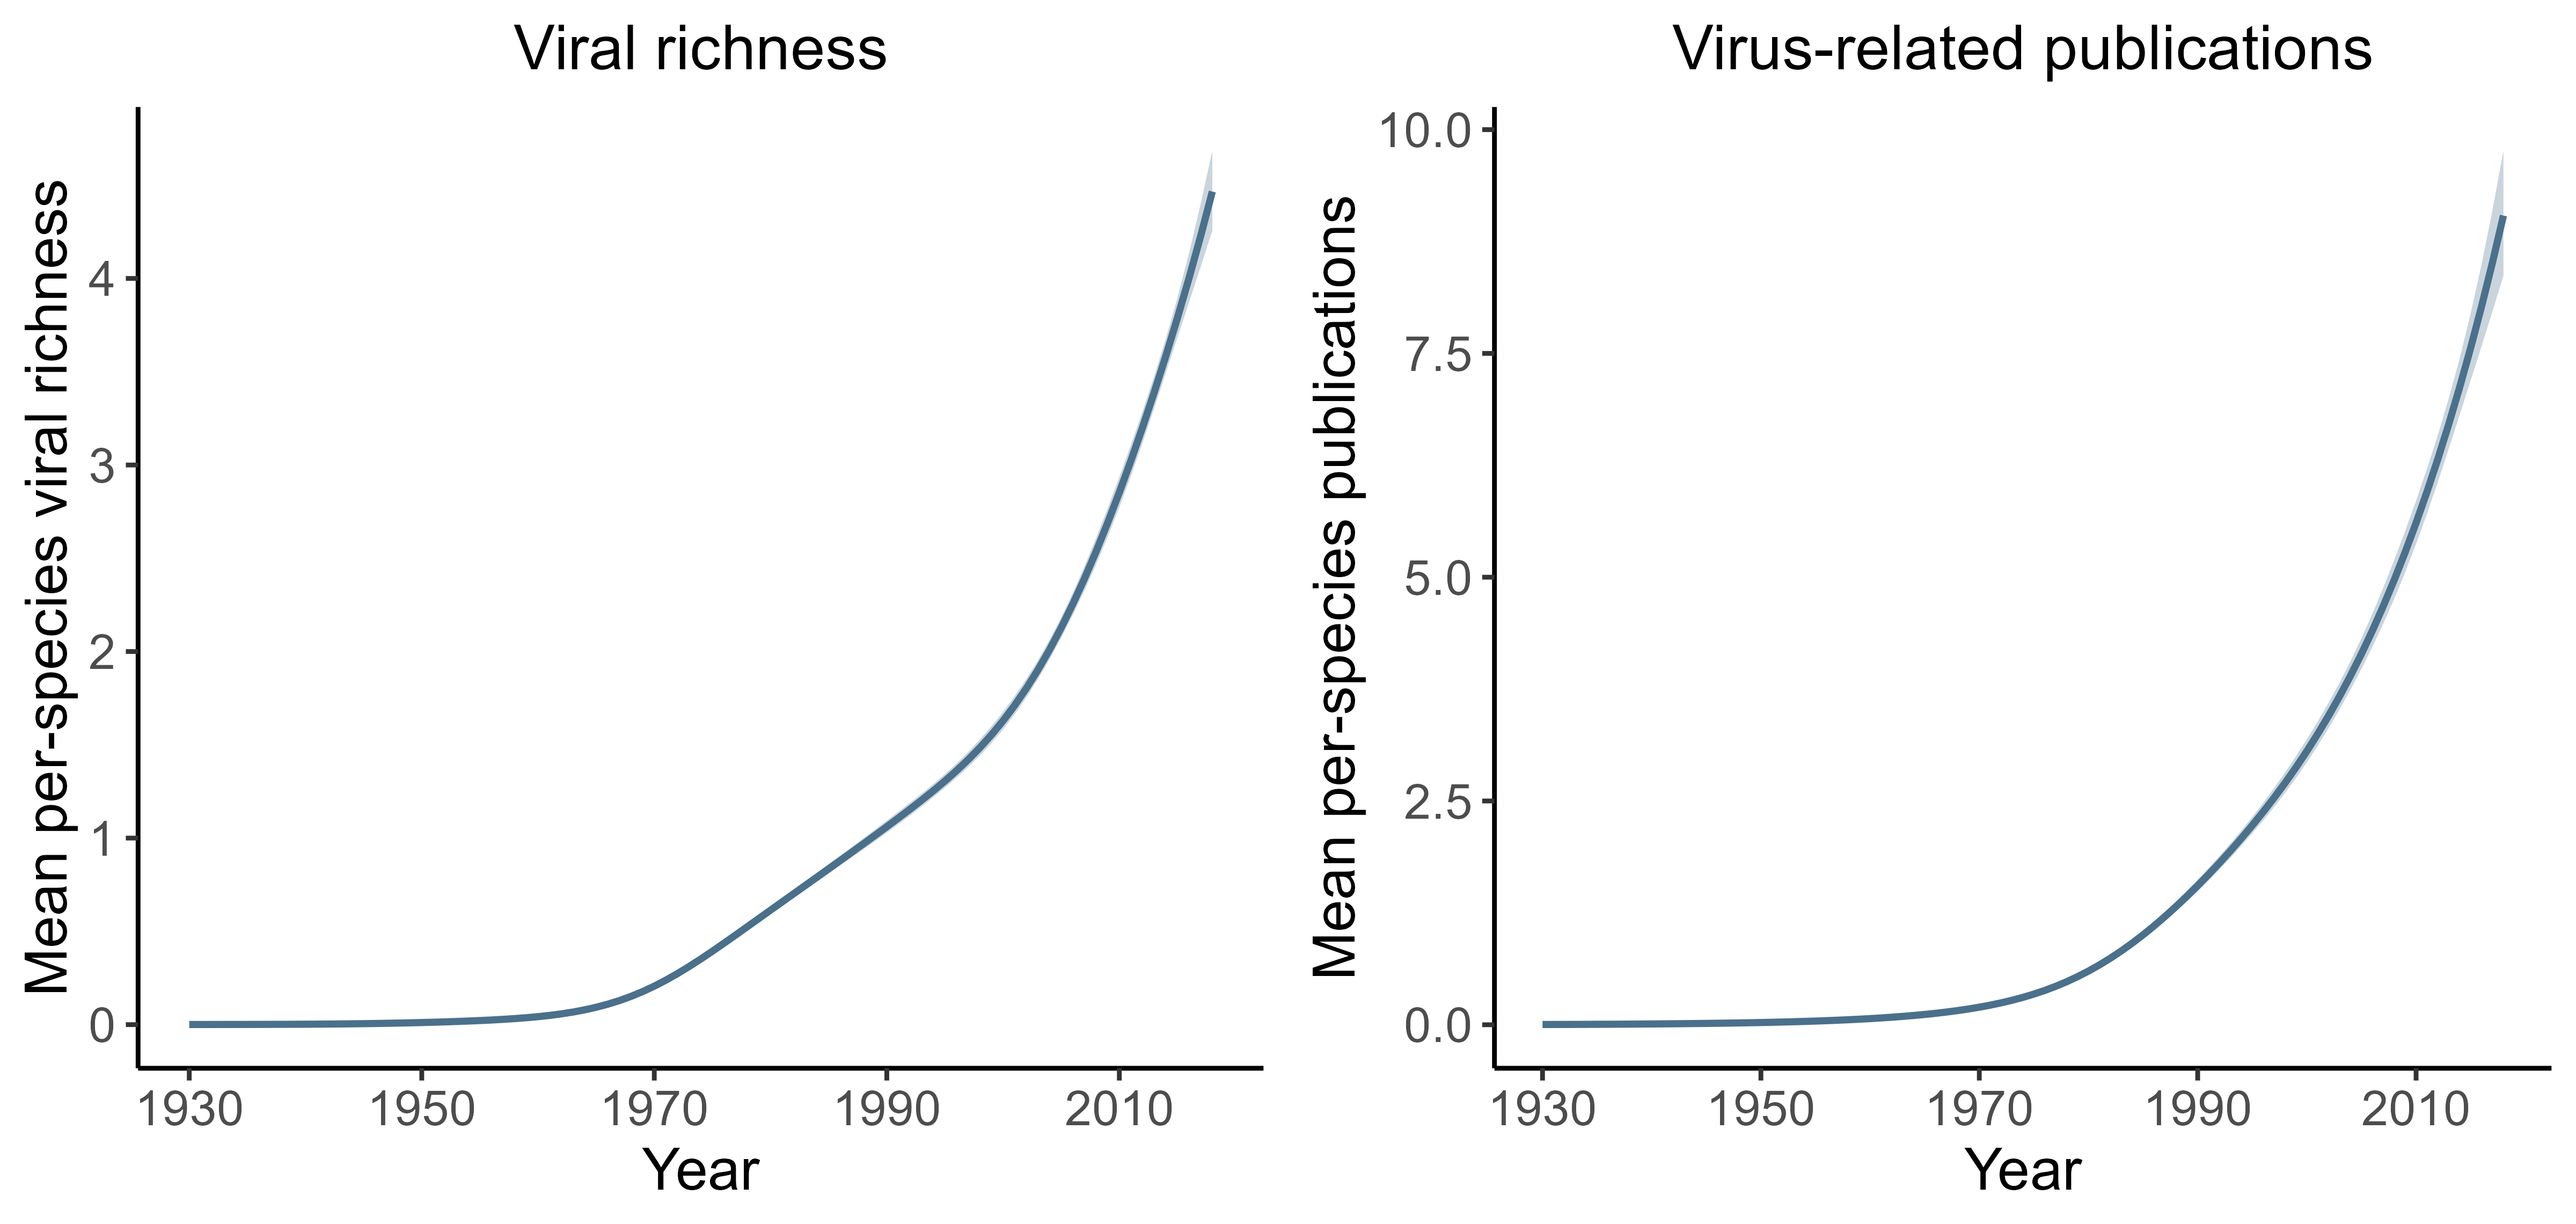 Viral richness
Mean per-species viral richness
4
3
2
1
0
1930 1950 1970 1990 2010
Year
Virus-related publications
Mean per-species publications
10.0
7.5
5.0
2.5
0.0
1930 1950 1970 1990 2010
Year